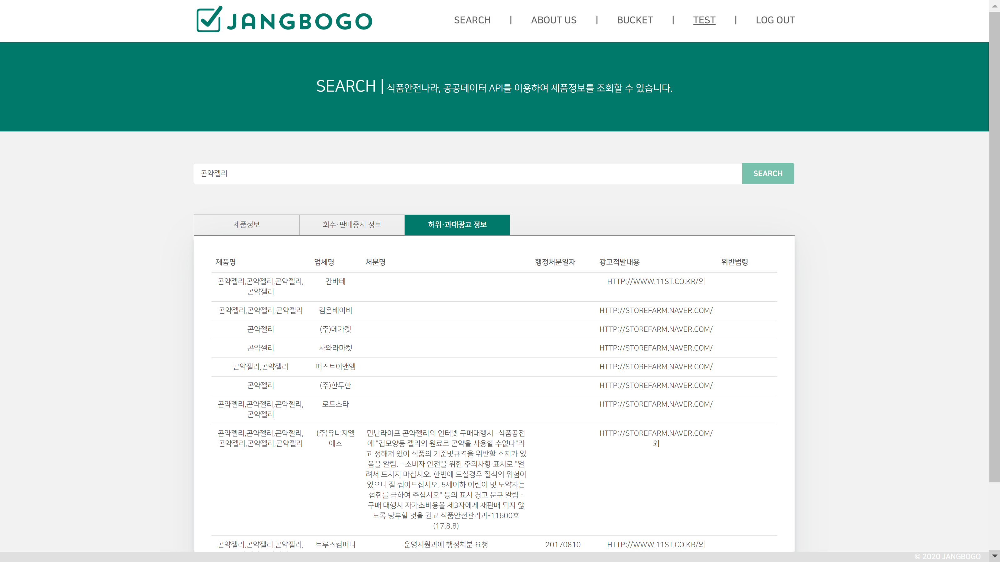 JANGBOGO
SEARCH | ABOUT US | BUCKET | TEST | LOG OUT
SEARCH | 식품안전나라, 공공데이터 API를 이용하여 제품정보를 조회할 수 있습니다.
곤약젤리 SEARCH
제품정보 회수·판매중지 정보 허위·과대광고 정보
제품명 업체명 처분명 행정처분일자 광고적발내용 위반법령
곤약젤리,곤약젤리,곤약젤리, 간바테 HTTP://WWW.11ST.CO.KR/외
곤약젤리
곤약젤리,곤약젤리,곤약젤리 컴온베이비 HTTP://STOREFARM.NAVER.COM/
곤약젤리 (주)메가켓 HTTP://STOREFARM.NAVER.COM/
곤약젤리 사와라마켓 HTTP://STOREFARM.NAVER.COM/
곤약젤리,곤약젤리 퍼스트이앤엠 HTTP://STOREFARM.NAVER.COM/
곤약젤리 (주)한투한 HTTP://STOREFARM.NAVER.COM/
곤약젤리,곤약젤리,곤약젤리, 로드스타 HTTP://STOREFARM.NAVER.COM/
곤약젤리
곤약젤리,곤약젤리,곤약젤리, (주)유니지엘 만난라이프 곤약젤리의 인터넷 구매대행시 -식품공전 HTTP://STOREFARM.NAVER.COM/
곤약젤리,곤약젤리,곤약젤리 에스 에 "컵모양등 젤리의 원료로 곤약을 사용할 수없다"라 외
고 정해져 있어 식품의 기준및규격을 위반할 소지가 있
음을 알림. - 소비자 안전을 위한 주의사항 표시로 "얼
려서 드시지 마십시오. 한번에 드실경우 질식의 위험이
있으니 잘 씹어드십시오. 5세이하 어린이 및 노약자는
섭취를 금하여 주십시오" 등의 표시 경고 문구 알림 -
구매 대행시 자가소비용을 제3자에게 재판매 되지 않
도록 당부할 것을 권고 식품안전관리과-11600호
(17.8.8)
곤약젤리,곤약젤리,곤약젤리, 트루스컴퍼니 운영지원과에 행정처분 요청 20170810 HTTP://WWW.11ST.CO.KR/외
© 2020 JANGBOGO